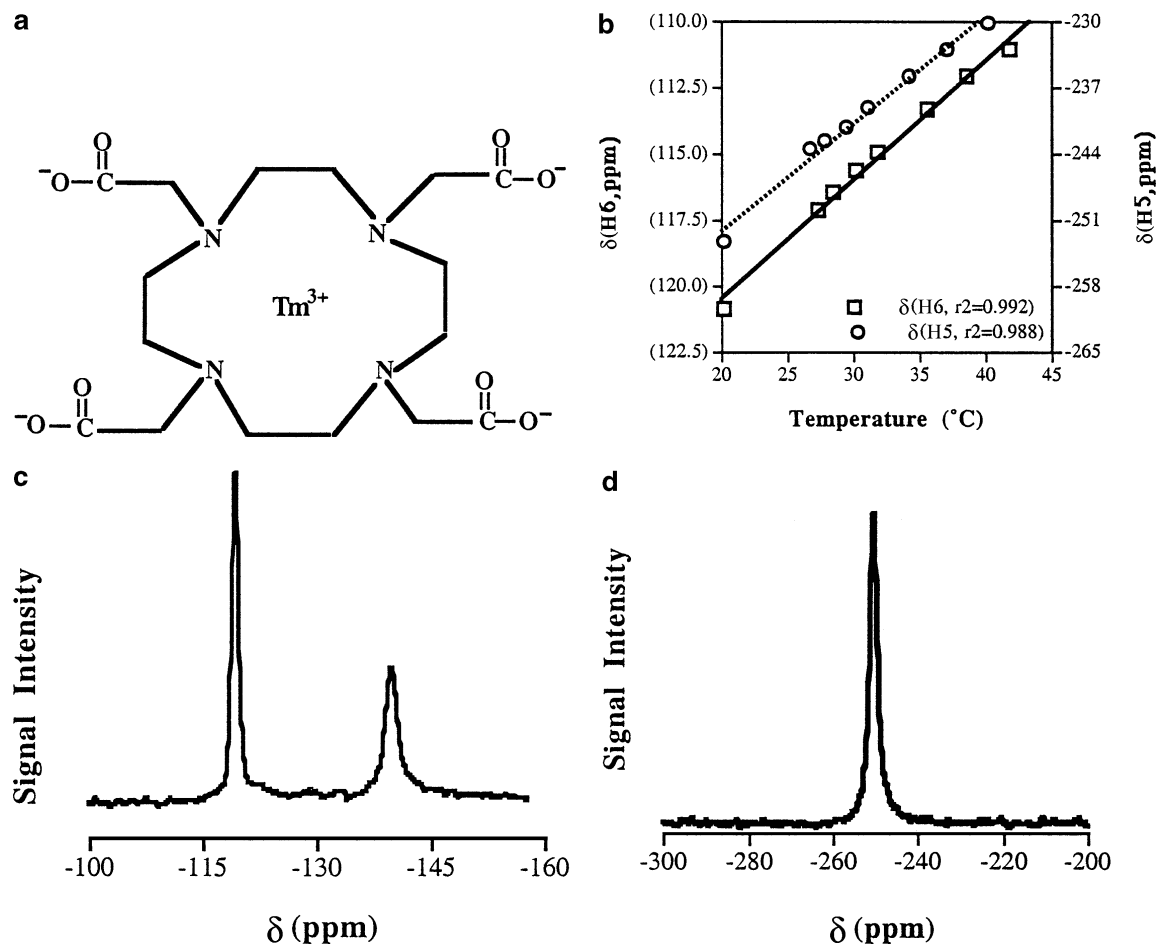 a
O
⁻O–C
O
C–O⁻
N
N
Tm³⁺
N
N
O
⁻O–C
O
C–O⁻
b
(110.0)
(112.5)
(115.0)
(117.5)
(120.0)
(122.5)
δ(H6,ppm)
-230
-237
-244
-251
-258
-265
δ(H5,ppm)
δ(H6, r2=0.992)
δ(H5, r2=0.988)
20
25
30
35
40
45
Temperature (˚C)
c
Signal Intensity
-100
-115
-130
-145
-160
δ (ppm)
d
Signal Intensity
-300
-280
-260
-240
-220
-200
δ (ppm)